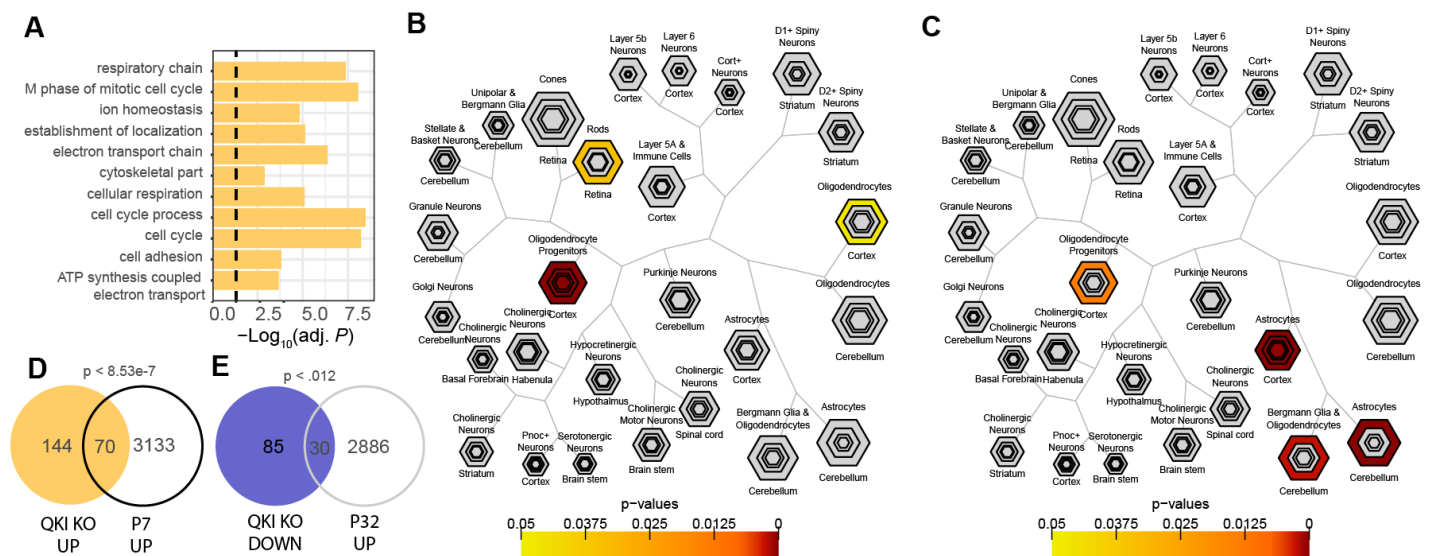 A
respiratory chain
M phase of mitotic cell cycle
ion homeostasis
establishment of localization
electron transport chain
cytoskeletal part
cellular respiration
cell cycle process
cell cycle
cell adhesion
ATP synthesis coupled
electron transport
0.0 2.5 5.0 7.5
−Log10(adj. P)
B
Layer 5b
Neurons
Cortex
Layer 6
Neurons
Cortex
Cort+
Neurons
Cortex
D1+ Spiny
Neurons
Striatum
D2+ Spiny
Neurons
Striatum
Cones
Retina
Unipolar &
Bergmann Glia
Cerebellum
Stellate &
Basket Neurons
Cerebellum
Rods
Retina
Layer 5A &
Immune Cells
Cortex
Oligodendrocytes
Cortex
Granule Neurons
Cerebellum
Oligodendrocyte
Progenitors
Cortex
Purkinje Neurons
Cerebellum
Oligodendrocytes
Cerebellum
Golgi Neurons
Cerebellum
Cholinergic
Neurons
Basal Forebrain
Cholinergic
Neurons
Habenula
Hypocretinergic
Neurons
Hypothalmus
Astrocytes
Cortex
Cholinergic
Neurons
Spinal cord
Cholinergic
Neurons
Striatum
Pnoc+
Neurons
Cortex
Serotonergic
Neurons
Brain stem
Cholinergic
Motor Neurons
Brain stem
Bergmann Glia &
Oligodendrocytes
Cerebellum
Astrocytes
Cerebellum
p−values
0.05 0.0375 0.025 0.0125 0
C
Layer 5b
Neurons
Cortex
Layer 6
Neurons
Cortex
Cort+
Neurons
Cortex
D1+ Spiny
Neurons
Striatum
D2+ Spiny
Neurons
Striatum
Cones
Retina
Unipolar &
Bergmann Glia
Cerebellum
Stellate &
Basket Neurons
Cerebellum
Rods
Retina
Layer 5A &
Immune Cells
Cortex
Oligodendrocytes
Cortex
Granule Neurons
Cerebellum
Oligodendrocyte
Progenitors
Cortex
Purkinje Neurons
Cerebellum
Oligodendrocytes
Cerebellum
Golgi Neurons
Cerebellum
Cholinergic
Neurons
Basal Forebrain
Cholinergic
Neurons
Habenula
Hypocretinergic
Neurons
Hypothalmus
Astrocytes
Cortex
Cholinergic
Neurons
Spinal cord
Cholinergic
Neurons
Striatum
Pnoc+
Neurons
Cortex
Serotonergic
Neurons
Brain stem
Cholinergic
Motor Neurons
Brain stem
Bergmann Glia &
Oligodendrocytes
Cerebellum
Astrocytes
Cerebellum
p−values
0.05 0.0375 0.025 0.0125 0
D
p < 8.53e-7
144 70 3133
QKI KO
UP
P7
UP
E
p < .012
85 30 2886
QKI KO
DOWN
P32
UP